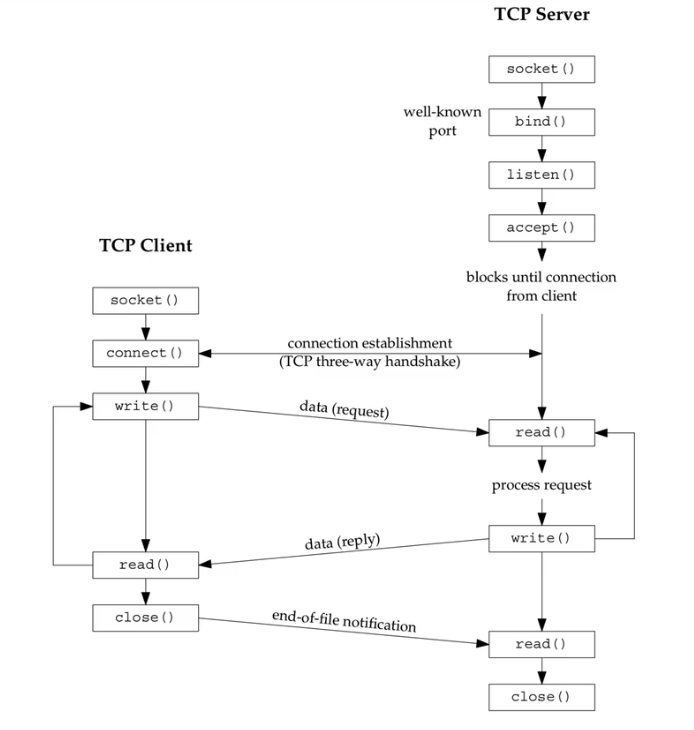 TCP Server
socket()
well-known
port
bind()
listen()
accept()
blocks until connection
from client
TCP Client
socket()
connect()
connection establishment
(TCP three-way handshake)
write()
data (request)
read()
process request
write()
data (reply)
read()
close()
end-of-file notification
read()
close()